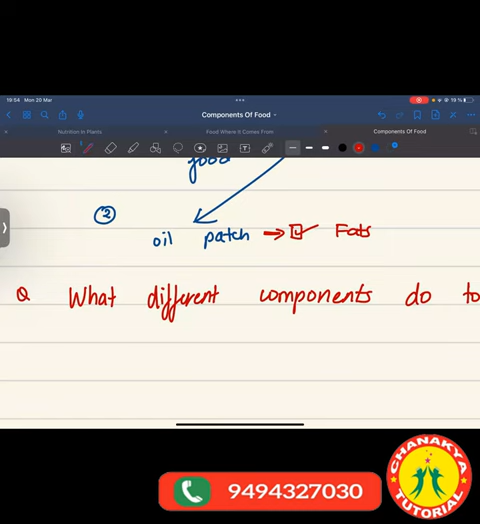 19:04 Mon 20 Mar
19 %
Components Of Food
Nutrition in Plants
Food Where It Comes From
Components Of Food
food
2
oil patch → Fats
Q What different components do to
9494327030
CHANAKYA
TUTORIAL